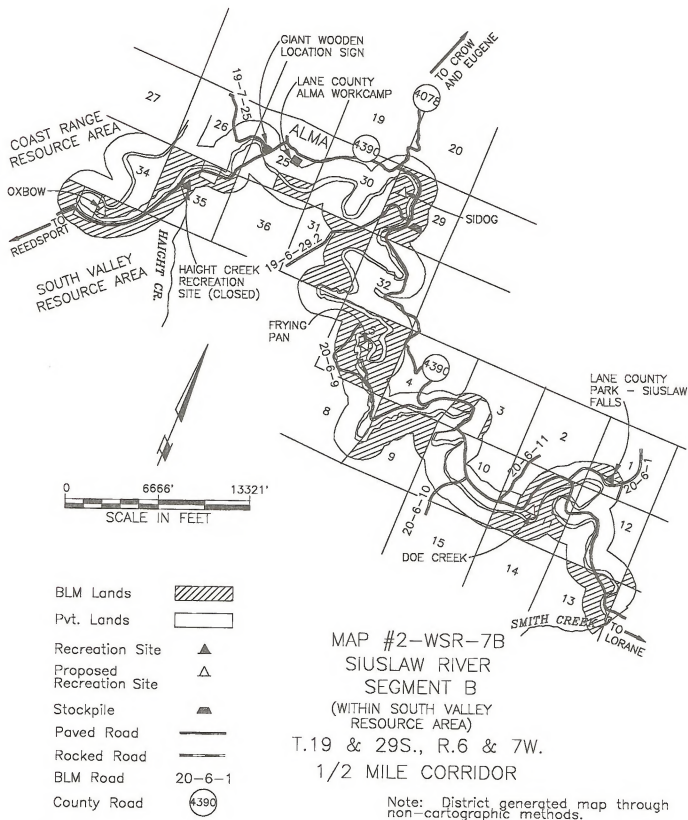 GIANT WOODEN
LOCATION SIGN
TO CROW
AND EUGENE
LANE COUNTY
ALMA WORKCAMP
4078
19-7-25
27
26
ALMA
19
20
4390
COAST RANGE
RESOURCE AREA
25
34
30
OXBOW
35
29
SIDOG
TO
REEDSPORT
36
31
19-6-29.2
32
SOUTH VALLEY
RESOURCE AREA
HAIGHT CR.
HAIGHT CREEK
RECREATION
SITE (CLOSED)
FRYING
PAN
5
20-6-9
4390
4
LANE COUNTY
PARK - SIUSLAW
FALLS
8
3
2
9
10
20-6-11
1
20-6-1
20-6-10
12
0 6666' 13321'
SCALE IN FEET
15
DOE CREEK
14
13
SMITH CREEK
TO
LORANE
BLM Lands
Pvt. Lands
Recreation Site
Proposed
Recreation Site
Stockpile
Paved Road
Rocked Road
BLM Road 20-6-1
County Road 4390
MAP #2-WSR-7B
SIUSLAW RIVER
SEGMENT B
(WITHIN SOUTH VALLEY
RESOURCE AREA)
T.19 & 29S., R.6 & 7W.
1/2 MILE CORRIDOR
Note: District generated map through
non-cartographic methods.